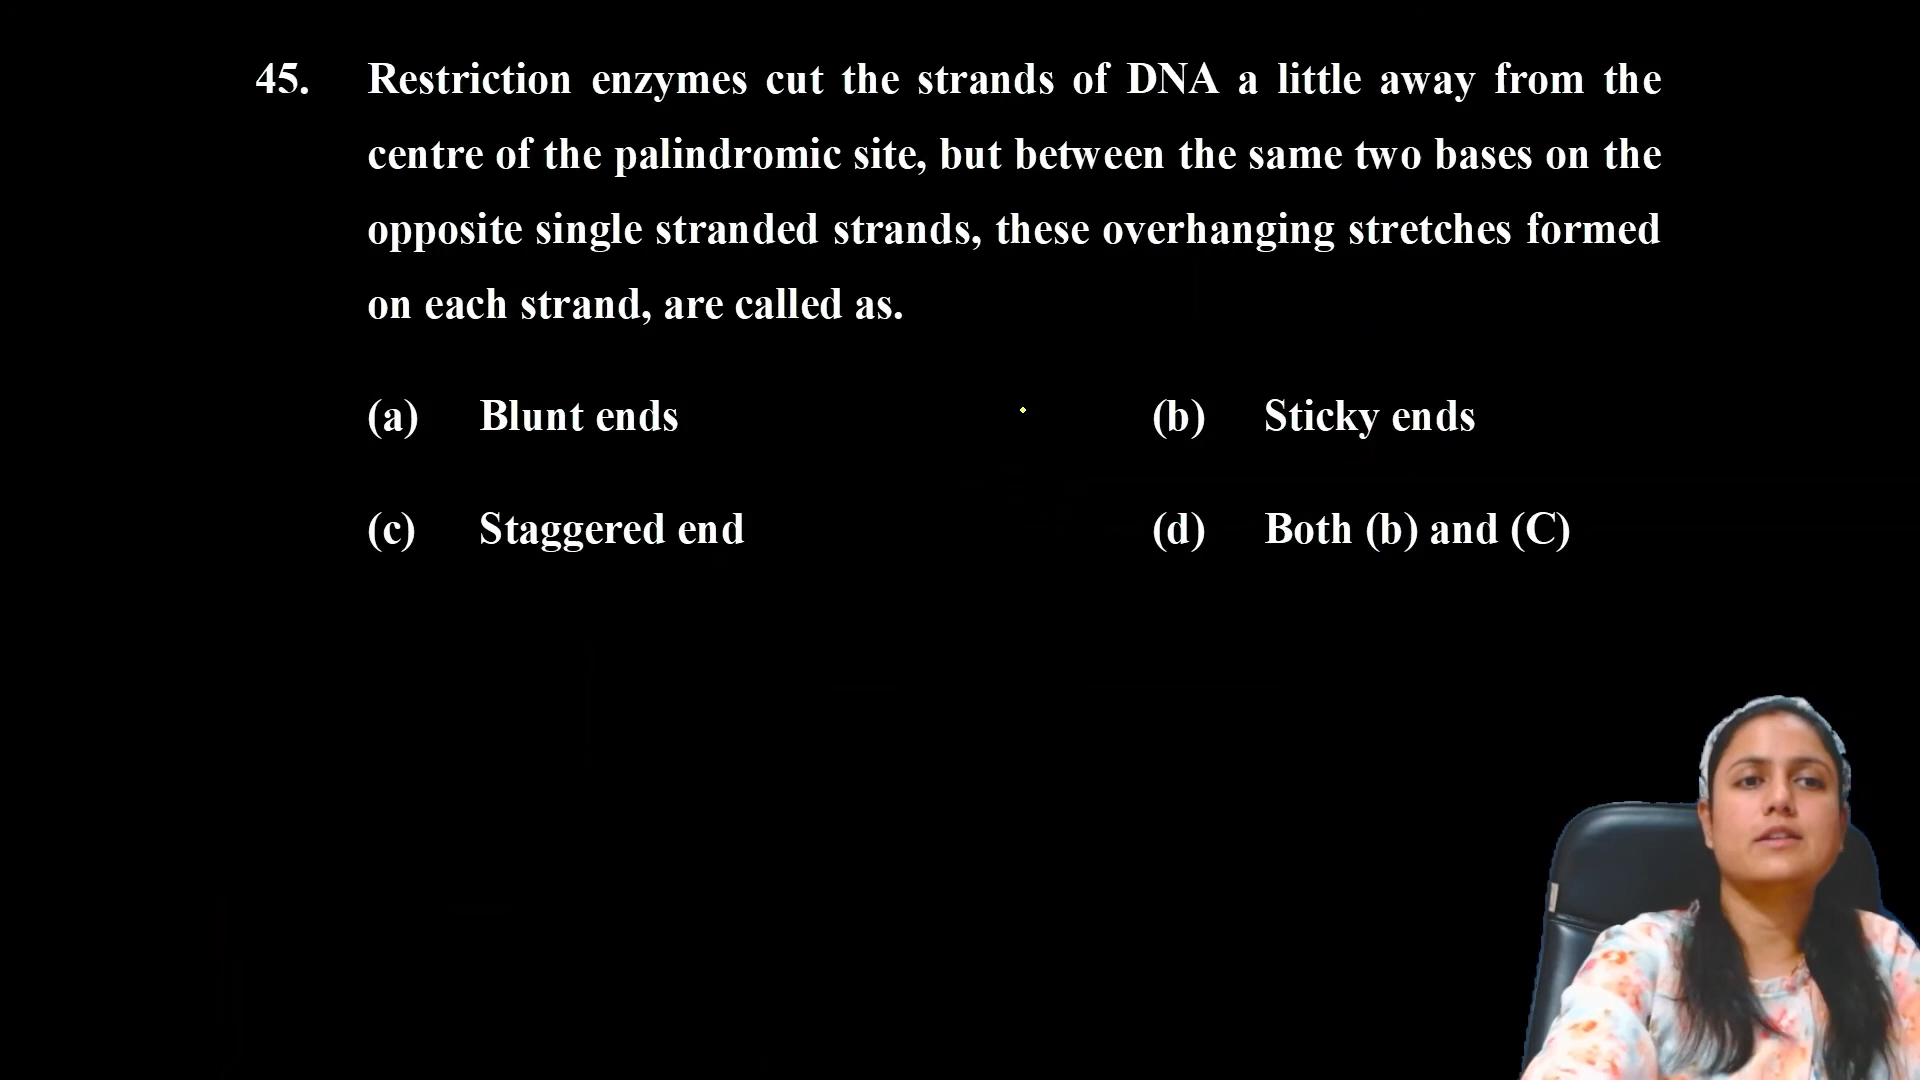 45. Restriction enzymes cut the strands of DNA a little away from the
centre of the palindromic site, but between the same two bases on the
opposite single stranded strands, these overhanging stretches formed
on each strand, are called as.
(a) Blunt ends (b) Sticky ends
(c) Staggered end (d) Both (b) and (C)